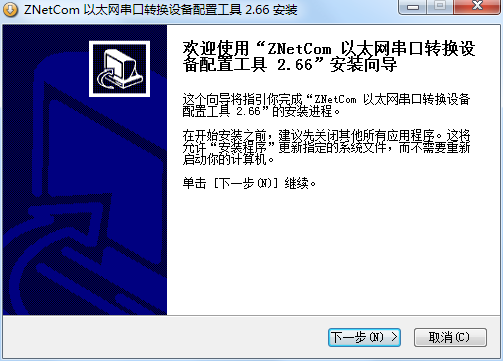 ZNetCom 以太网串口转换设备配置工具 2.66 安装
欢迎使用“ZNetCom 以太网串口转换设
备配置工具 2.66”安装向导
这个向导将指引你完成“ZNetCom 以太网串口转换设备
配置工具 2.66”的安装进程。
在开始安装之前，建议先关闭其他所有应用程序。这将
允许“安装程序”更新指定的系统文件，而不需要重新
启动你的计算机。
单击 [下一步(N)] 继续。
下一步(N) >
取消(C)